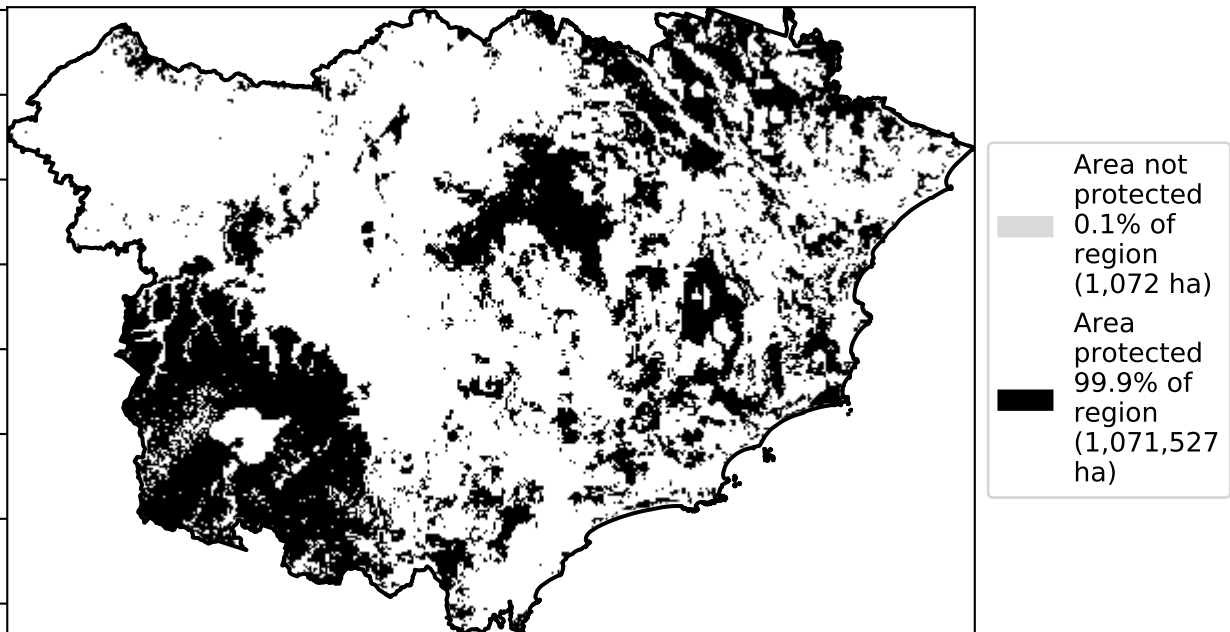 Area not
protected
0.1% of
region
(1,072 ha)
Area
protected
99.9% of
region
(1,071,527
ha)